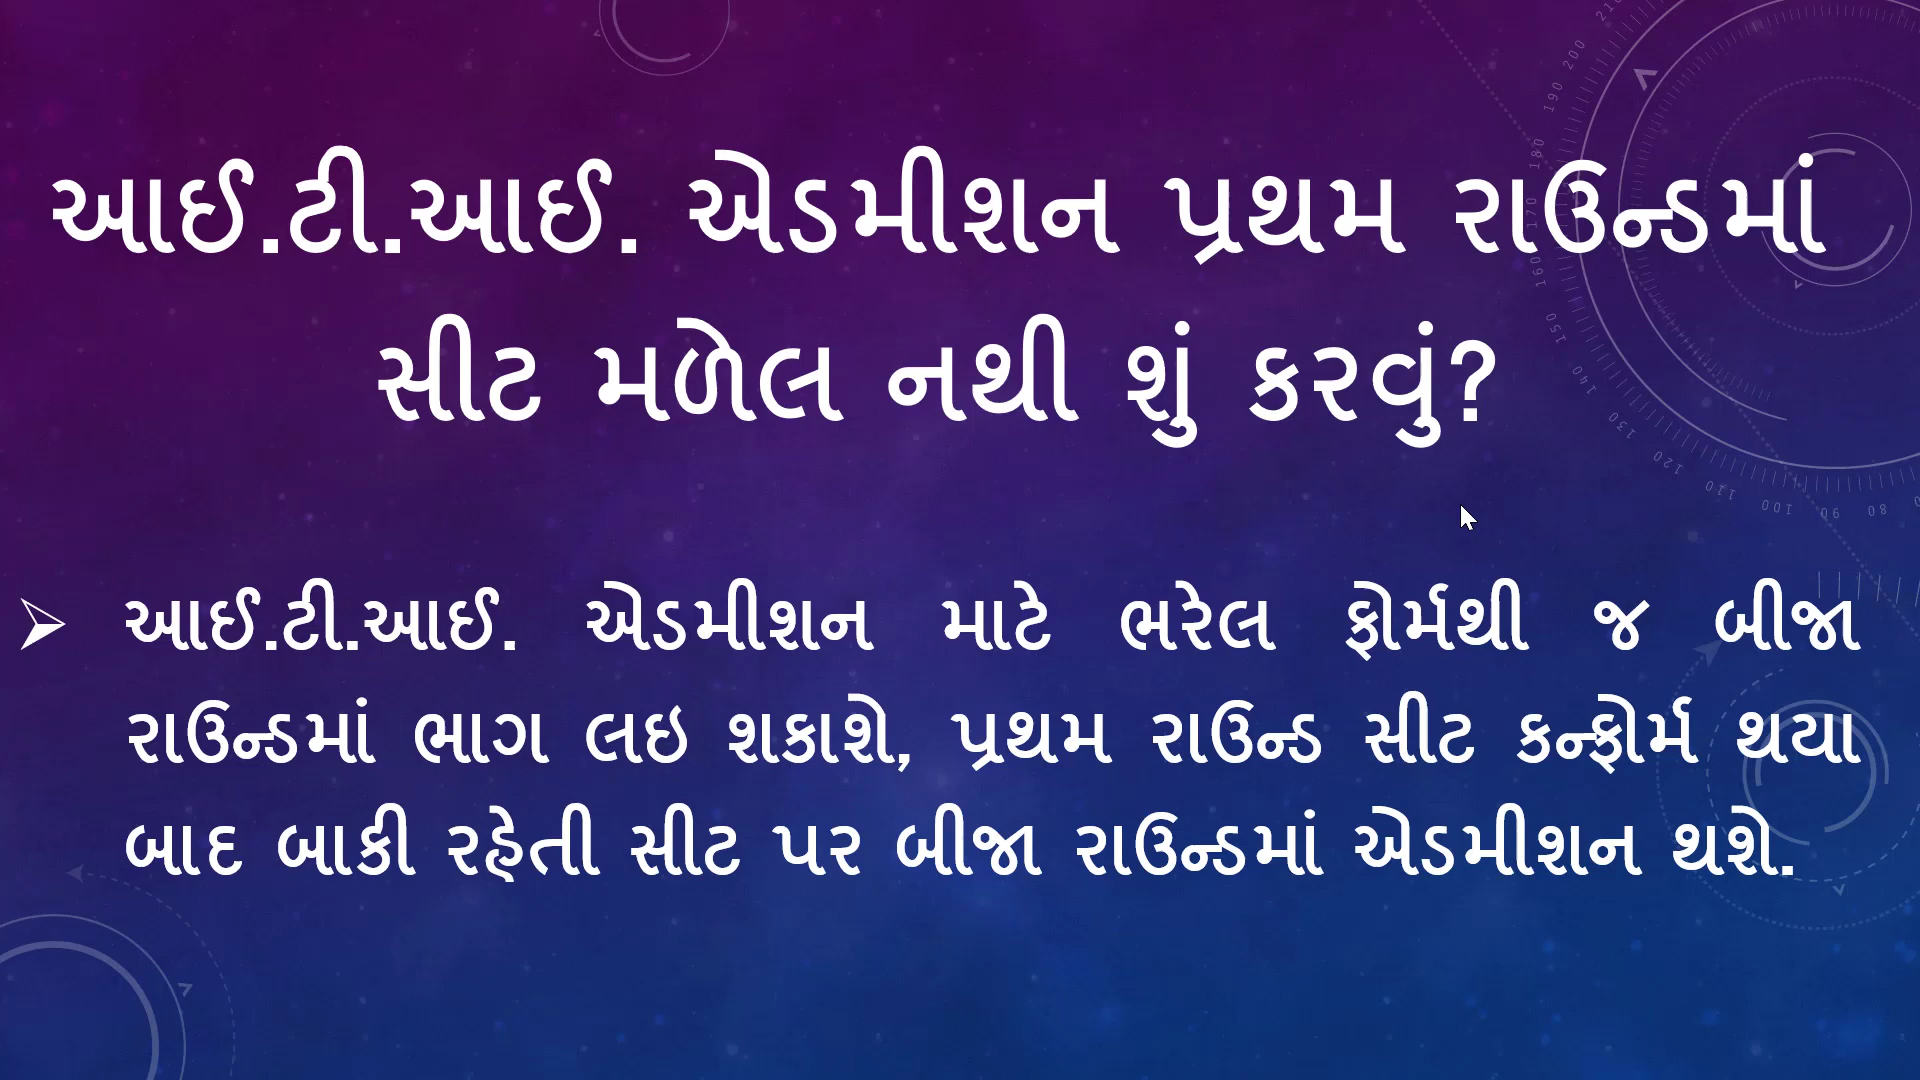 આઈ.ટી.આઈ. એડમીશન પ્રથમ રાઉન્ડમાં
સીટ મળેલ નથી શું કરવું?
➢ આઈ.ટી.આઈ. એડમીશન માટે ભરેલ ફોર્મથી જ બીજા
રાઉન્ડમાં ભાગ લઇ શકાશે, પ્રથમ રાઉન્ડ સીટ કન્ફોર્મ થયા
બાદ બાકી રહેતી સીટ પર બીજા રાઉન્ડમાં એડમીશન થશે.